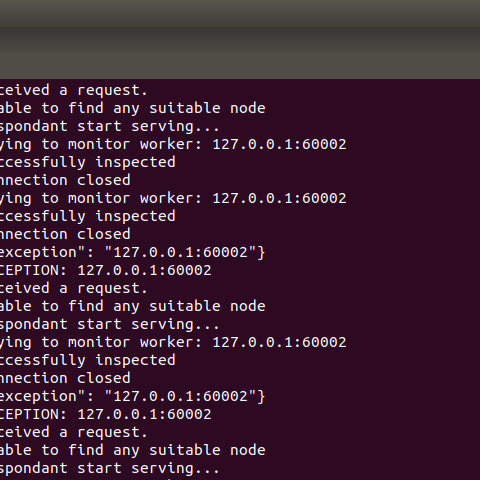 ceived a request.
able to find any suitable node
spondant start serving...
ying to monitor worker: 127.0.0.1:60002
ccessfully inspected
nnection closed
ying to monitor worker: 127.0.0.1:60002
ccessfully inspected
nnection closed
exception": "127.0.0.1:60002"}
CEPTION: 127.0.0.1:60002
ceived a request.
able to find any suitable node
spondant start serving...
ying to monitor worker: 127.0.0.1:60002
ccessfully inspected
nnection closed
exception": "127.0.0.1:60002"}
CEPTION: 127.0.0.1:60002
ceived a request.
able to find any suitable node
spondant start serving...